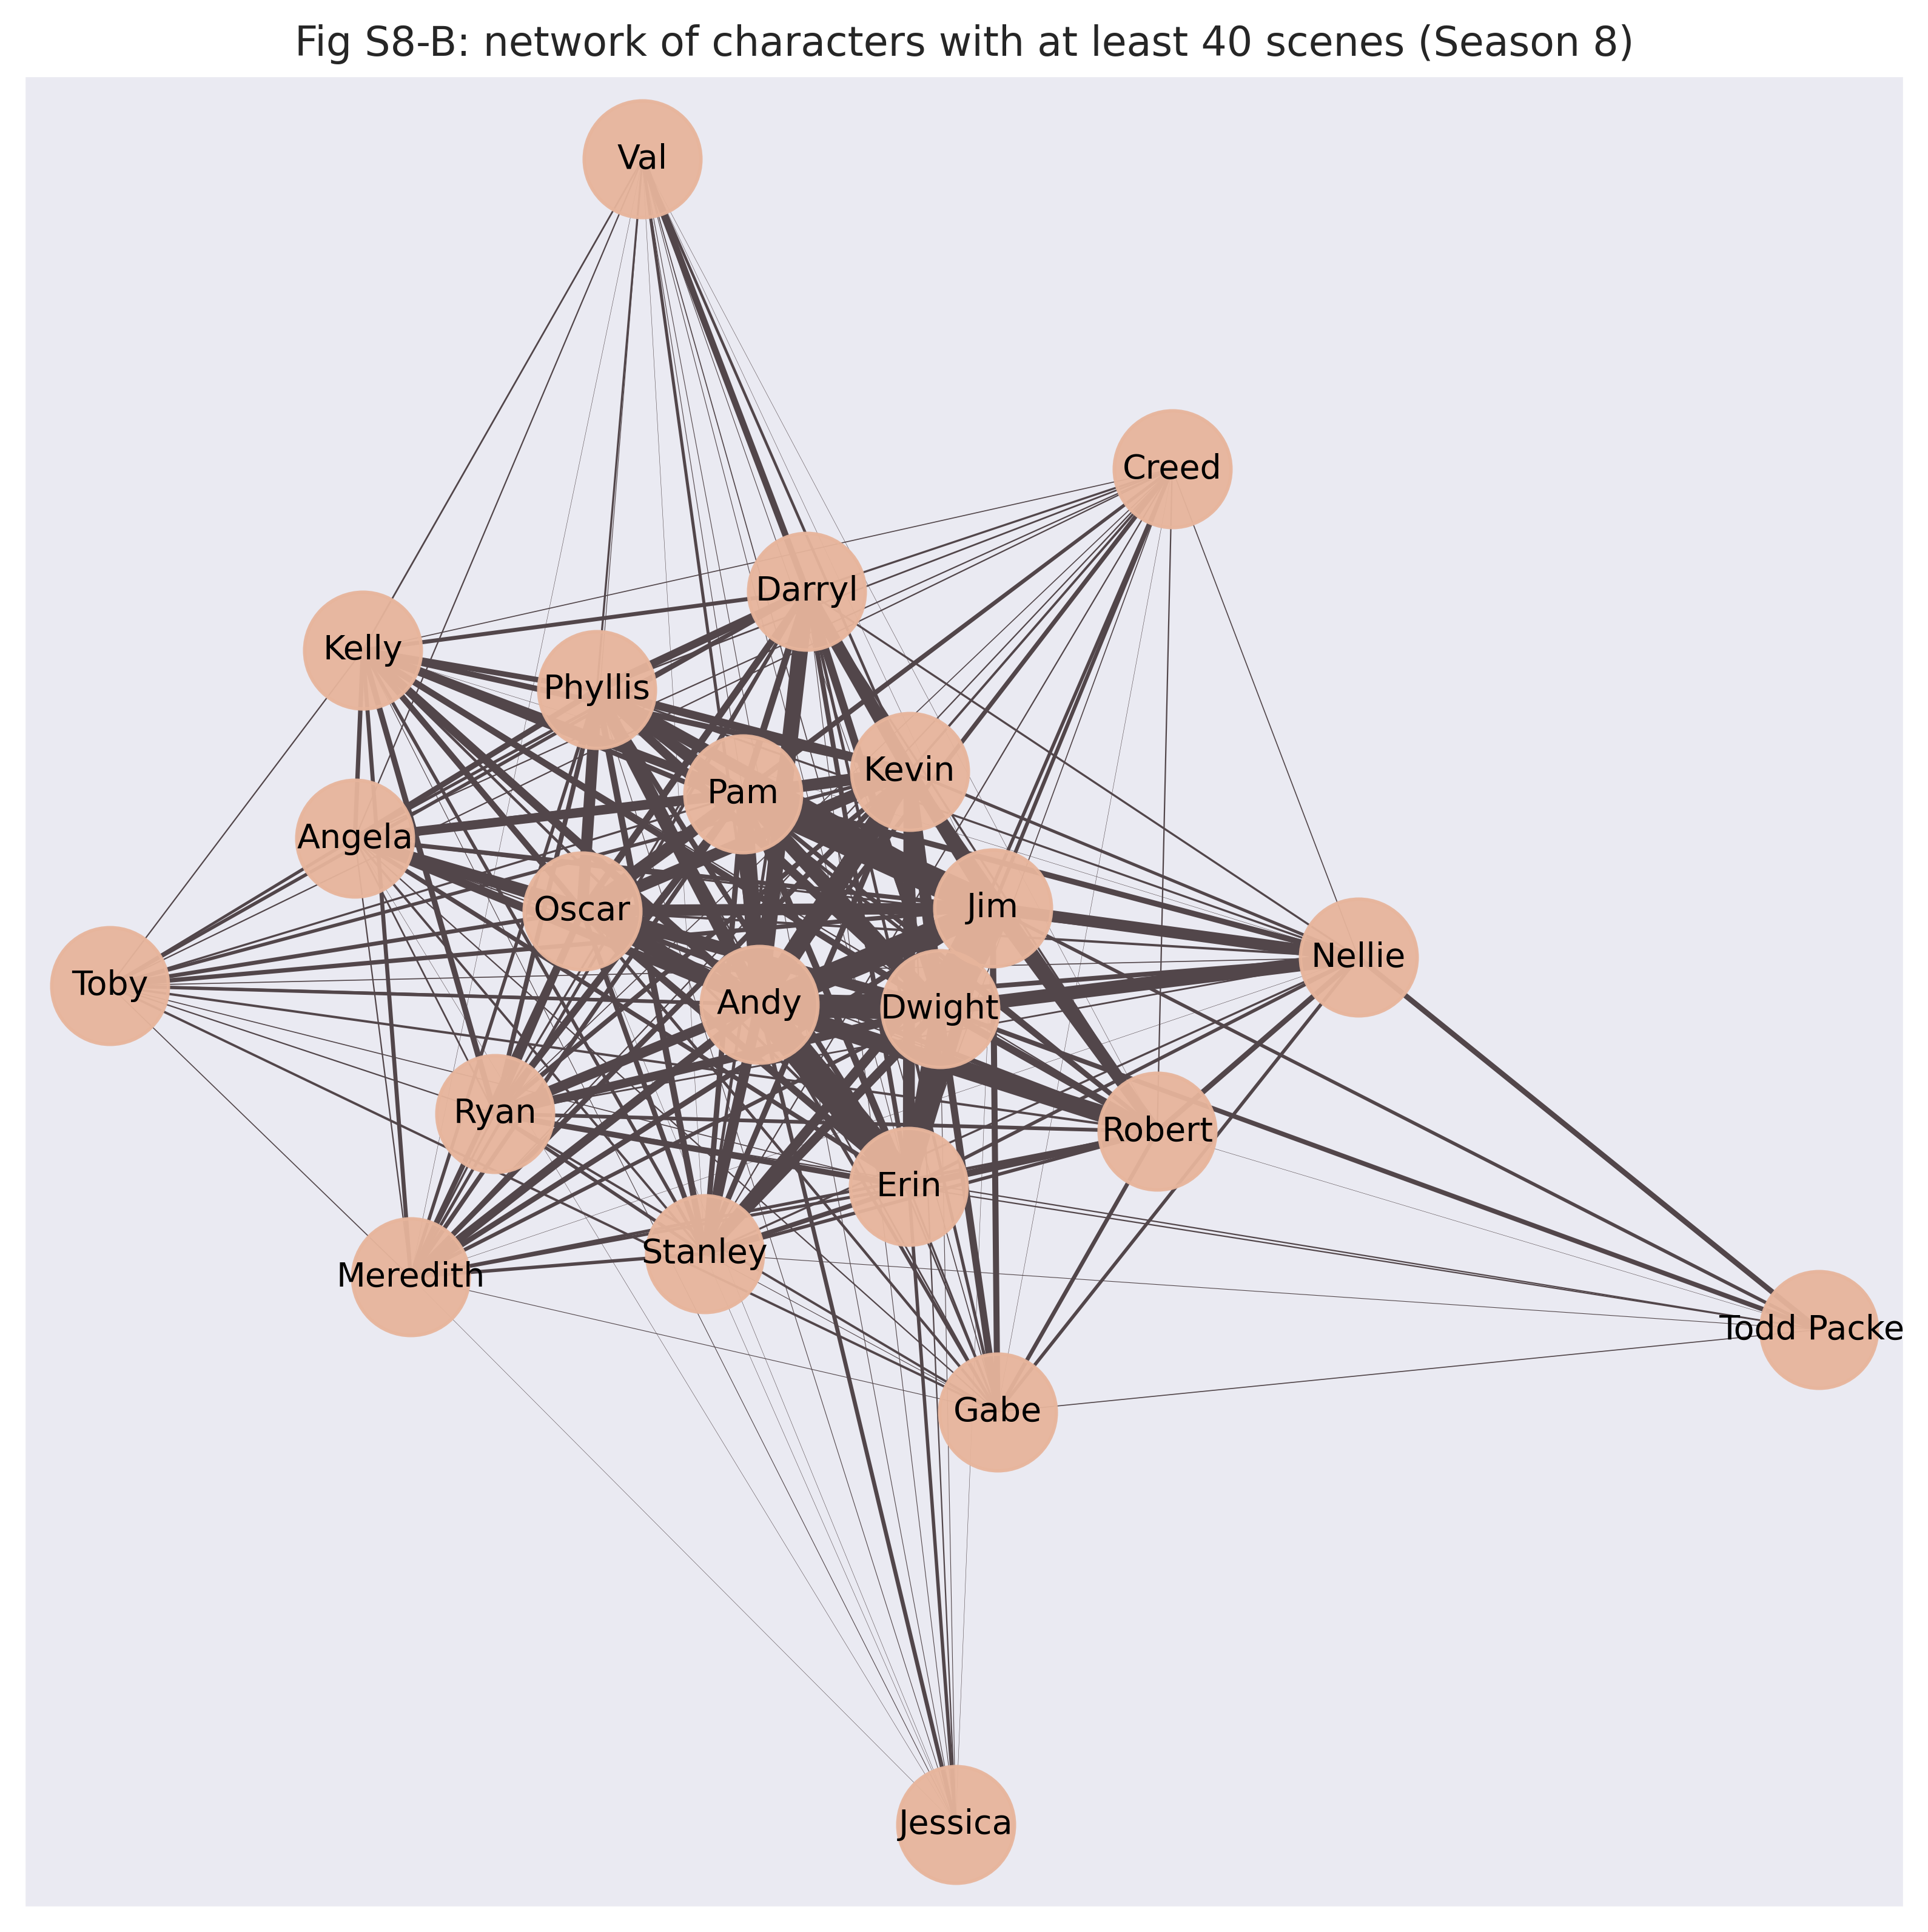 Fig S8-B: network of characters with at least 40 scenes (Season 8)
Val
Creed
Darryl
Kelly
Phyllis
Kevin
Pam
Angela
Jim
Oscar
Nellie
Toby
Andy
Dwight
Ryan
Robert
Erin
Stanley
Meredith
Todd Packe
Gabe
Jessica